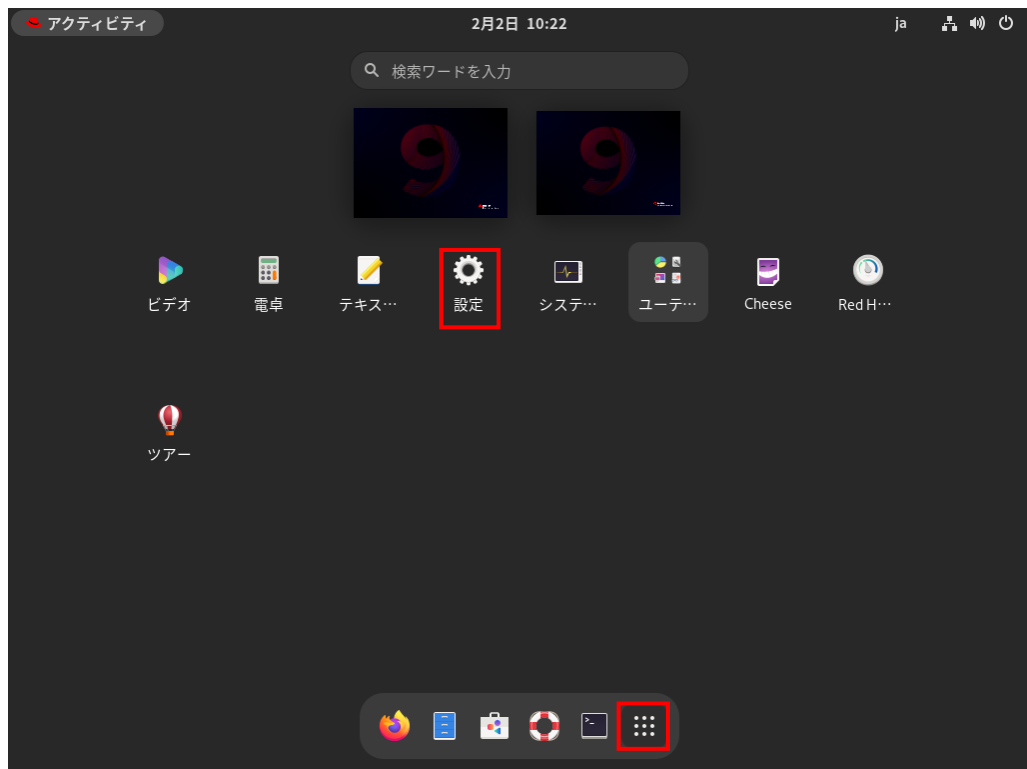 アクティビティ
2月2日 10:22
ja
検索ワードを入力
9
9
ビデオ
電卓
テキス…
設定
システ…
ユーテ…
Cheese
Red H…
ツアー